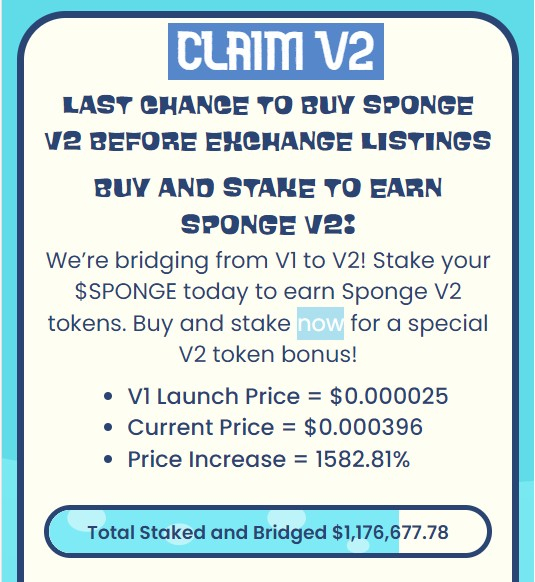 CLAIM V2
LAST CHANCE TO BUY SPONGE
V2 BEFORE EXCHANGE LISTINGS
BUY AND STAKE TO EARN
SPONGE V2!
We’re bridging from V1 to V2! Stake your
$SPONGE today to earn Sponge V2
tokens. Buy and stake now for a special
V2 token bonus!
• V1 Launch Price = $0.000025
• Current Price = $0.000396
• Price Increase = 1582.81%
Total Staked and Bridged $1,176,677.78